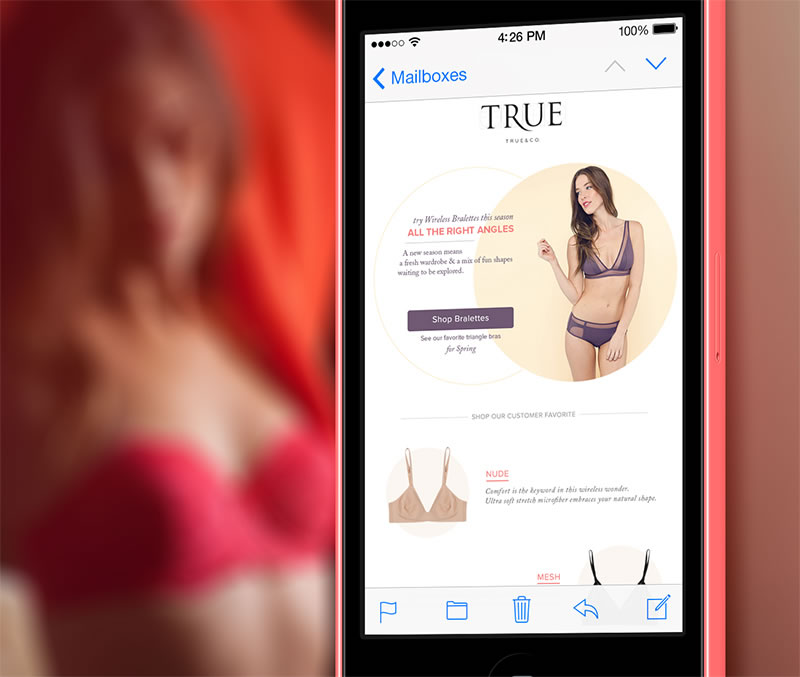 4:26 PM
100%
Mailboxes
TRUE
TRUE&CO
try Wireless Bralettes this season
ALL THE RIGHT ANGLES
A new season means
a fresh wardrobe & a mix of fun shapes
waiting to be explored.
Shop Bralettes
See our favorite triangle bras
for Spring
SHOP OUR CUSTOMER FAVORITE
NUDE
Comfort is the keyword in this wireless wonder.
Ultra soft stretch microfiber embraces your natural shape.
MESH